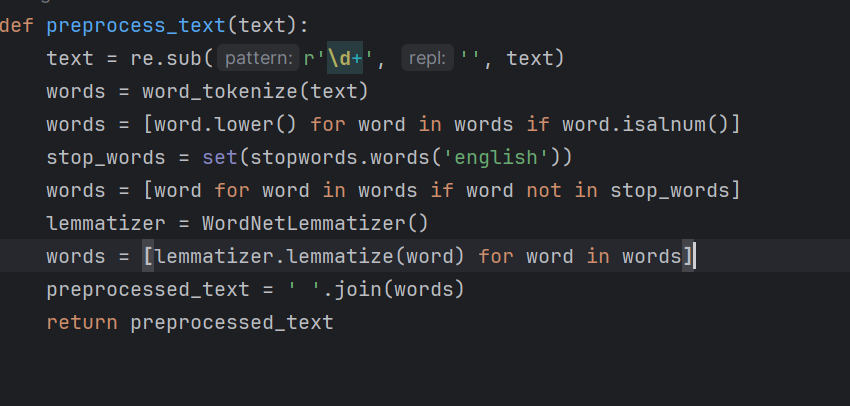 def preprocess_text(text):
    text = re.sub( pattern: r'\d+', repl: '', text)
    words = word_tokenize(text)
    words = [word.lower() for word in words if word.isalnum()]
    stop_words = set(stopwords.words('english'))
    words = [word for word in words if word not in stop_words]
    lemmatizer = WordNetLemmatizer()
    words = [lemmatizer.lemmatize(word) for word in words]
    preprocessed_text = ' '.join(words)
    return preprocessed_text